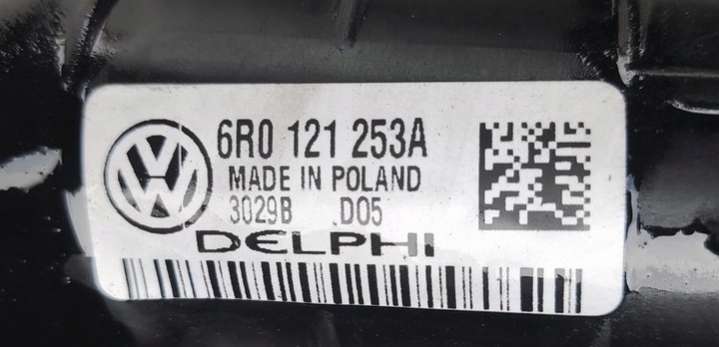 6R0 121 253A
MADE IN POLAND
3029B .D05
DELPHI